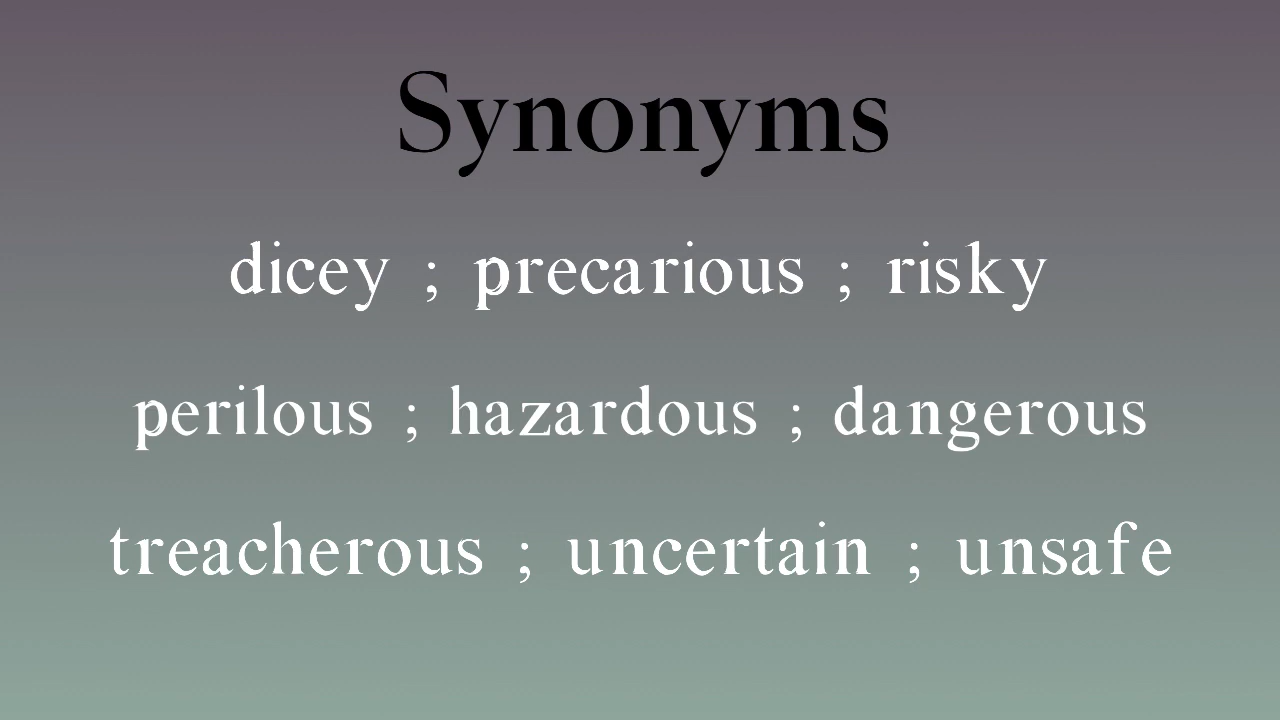 Synonyms
dicey ; precarious ; risky
perilous ; hazardous ; dangerous
treacherous ; uncertain ; unsafe